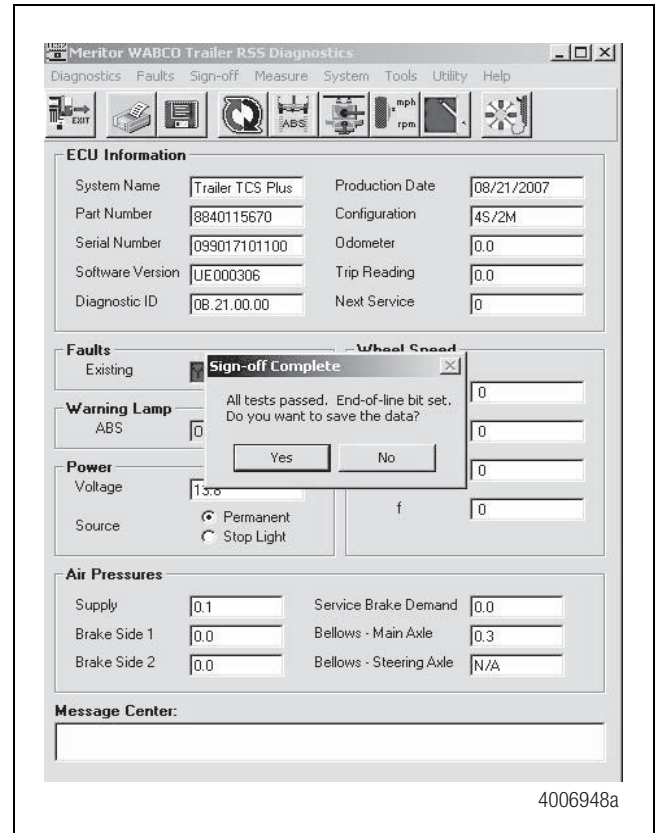 Meritor WABCO Trailer RSS Diagnostics
Diagnostics Faults Sign-off Measure System Tools Utility Help
EXIT ABS mph rpm
ECU Information
System Name Trailer TCS Plus Production Date 08/21/2007
Part Number 8840115670 Configuration 4S/2M
Serial Number 099017101100 Odometer 0.0
Software Version UE000306 Trip Reading 0.0
Diagnostic ID 0B.21.00.00 Next Service 0
Faults Wheel Speed
Existing
Sign-off Complete
All tests passed. End-of-line bit set.
Do you want to save the data?
Yes No
0
Warning Lamp
ABS 0
Power 0
Voltage 13.8
f 0
Source Permanent
Stop Light
Air Pressures
Supply 0.1 Service Brake Demand 0.0
Brake Side 1 0.0 Bellows - Main Axle 0.3
Brake Side 2 0.0 Bellows - Steering Axle N/A
Message Center:
4006948a